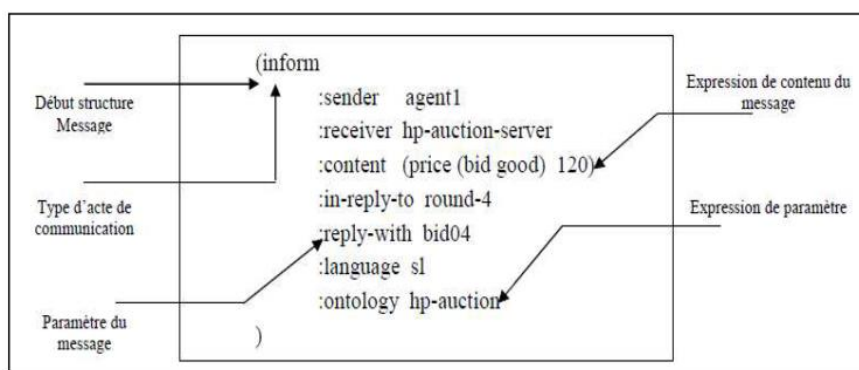 (inform
Début structure
Message
Type d'acte de
communication
Paramètre du
message
:sender agent1
:receiver hp-auction-server
:content (price (bid good) 120)
:in-reply-to round-4
:reply-with bid04
:language sl
:ontology hp-auction
)
Expression de contenu du
message
Expression de paramètre